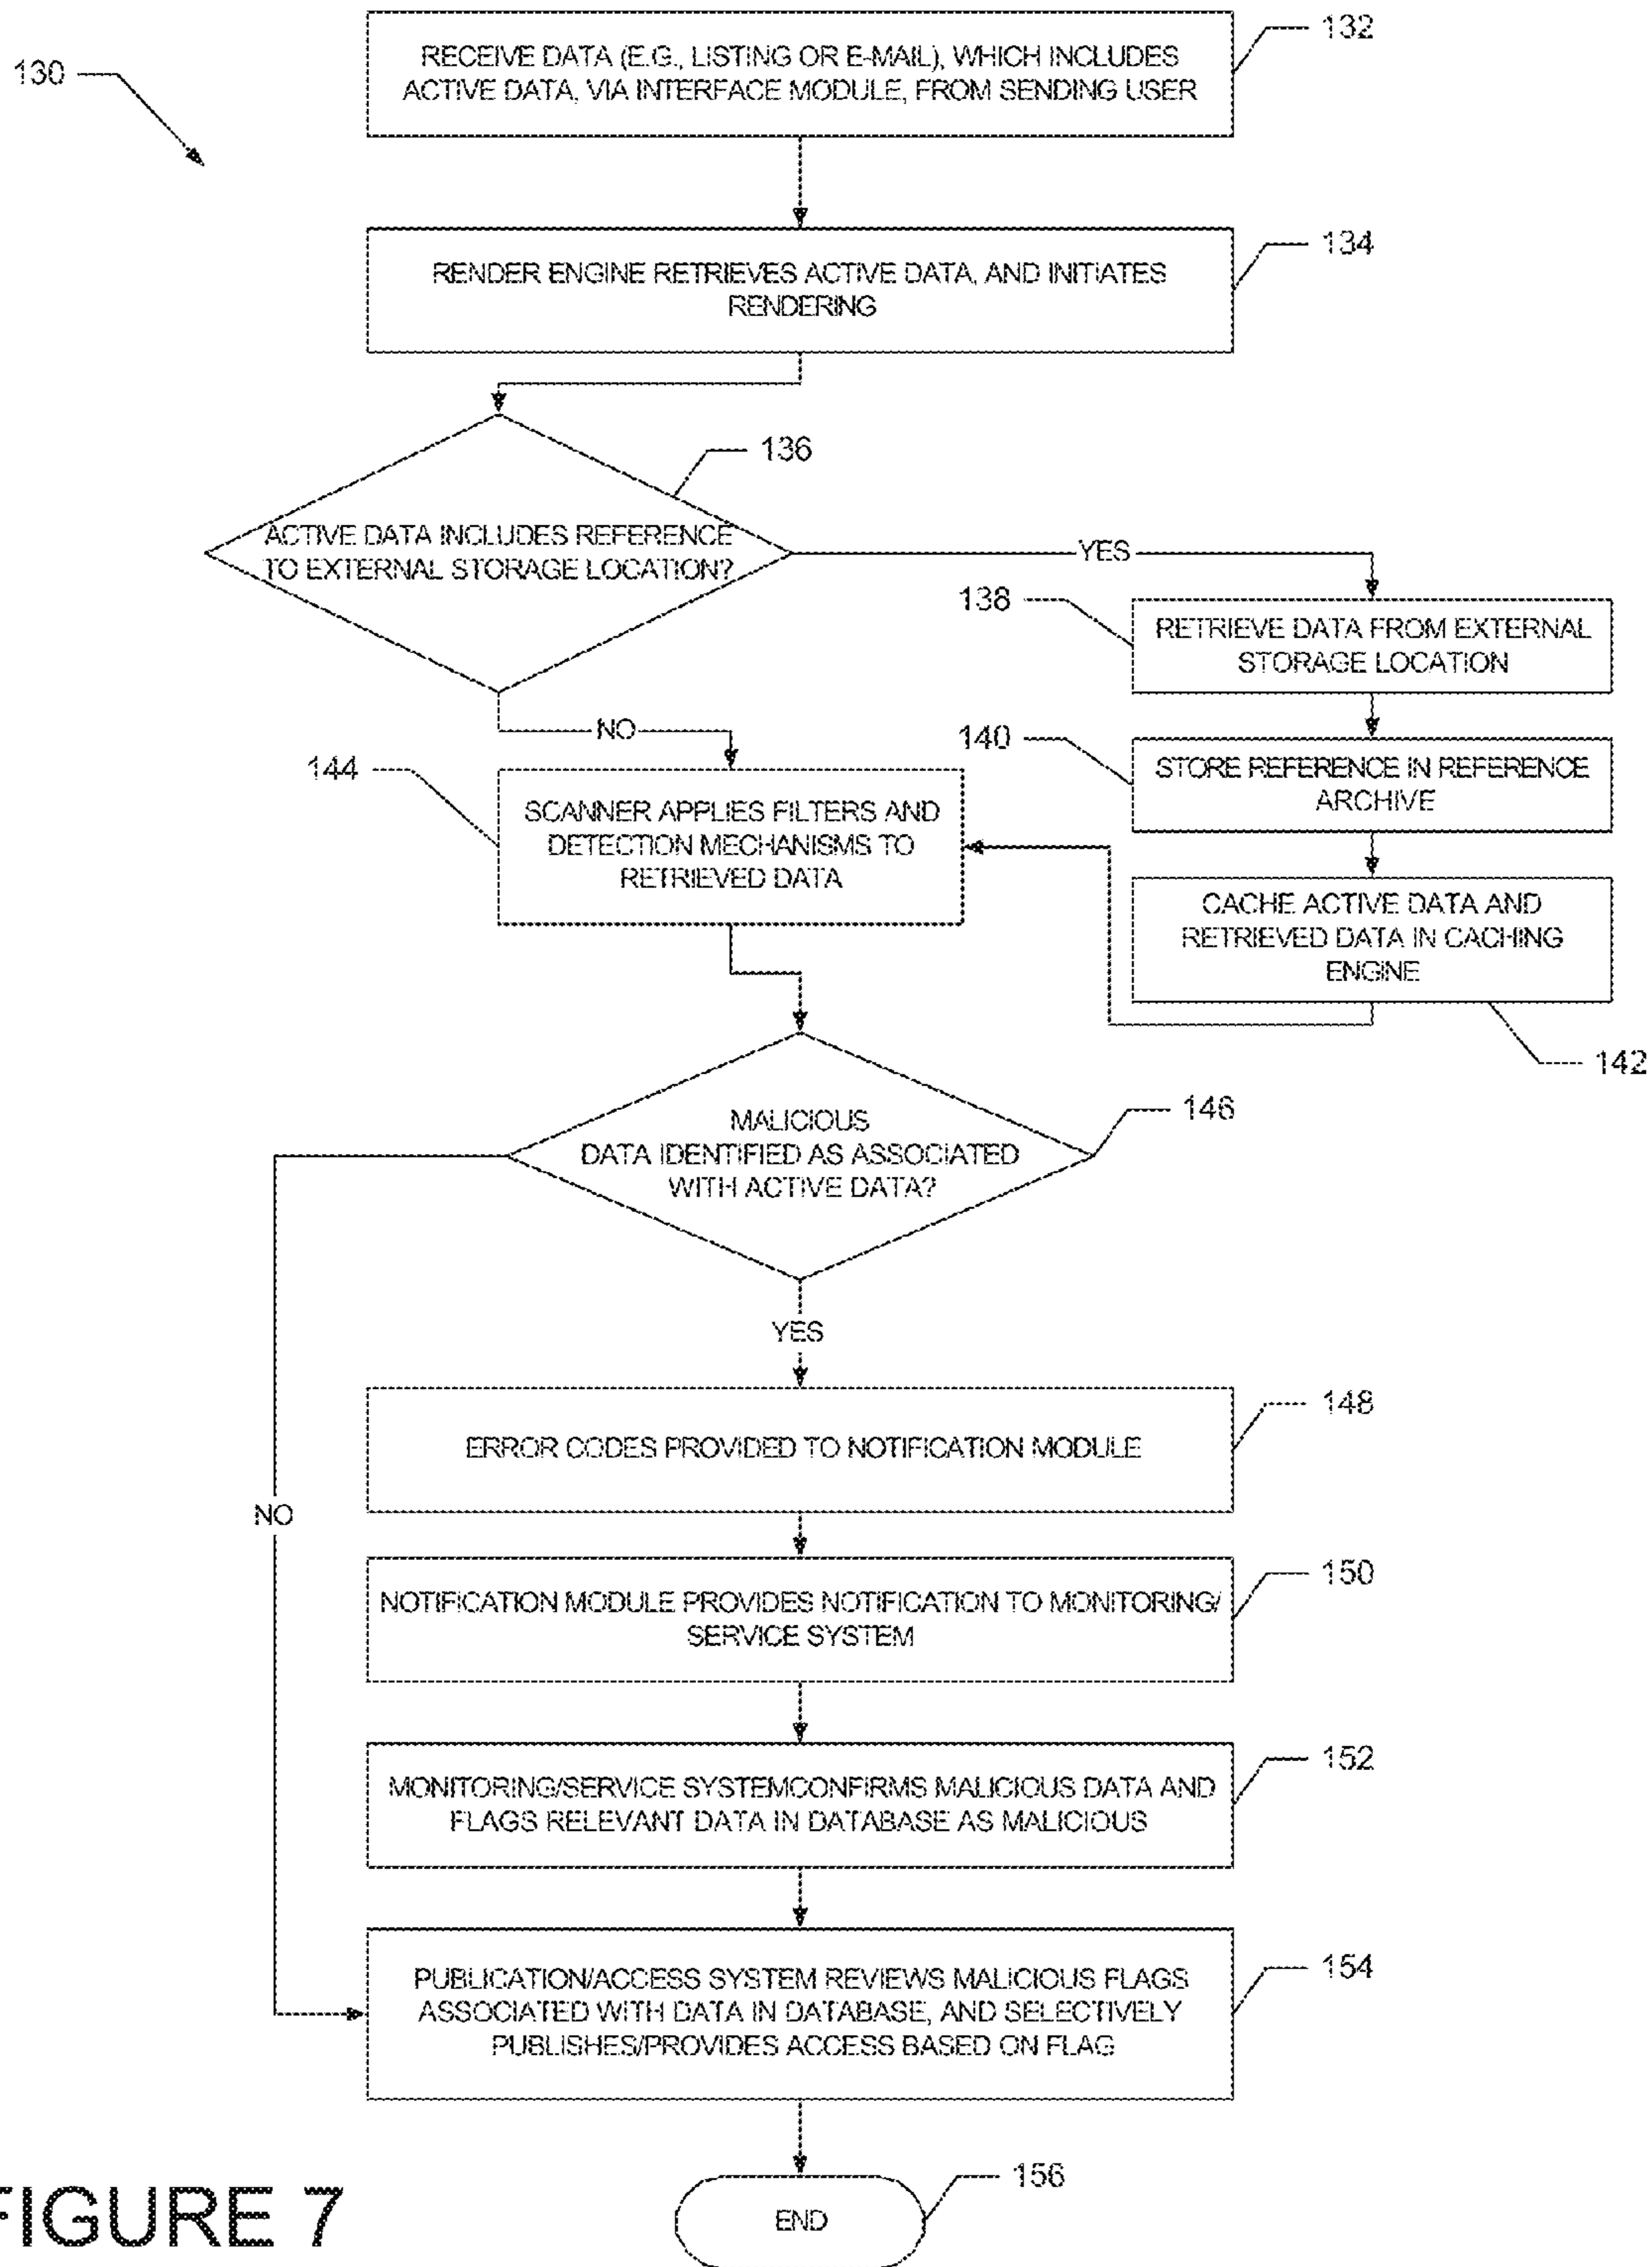 132
RECEIVE DATA (E.G., LISTING OR E-MAIL), WHICH INCLUDES
ACTIVE DATA, VIA INTERFACE MODULE, FROM SENDING USER
130
134
RENDER ENGINE RETRIEVES ACTIVE DATA, AND INITIATES
RENDERING
136
ACTIVE DATA INCLUDES REFERENCE
TO EXTERNAL STORAGE LOCATION?
YES
138
RETRIEVE DATA FROM EXTERNAL
STORAGE LOCATION
NO
140
STORE REFERENCE IN REFERENCE
ARCHIVE
144
SCANNER APPLIES FILTERS AND
DETECTION MECHANISMS TO
RETRIEVED DATA
CACHE ACTIVE DATA AND
RETRIEVED DATA IN CACHING
ENGINE
142
146
MALICIOUS
DATA IDENTIFIED AS ASSOCIATED
WITH ACTIVE DATA?
YES
148
ERROR CODES PROVIDED TO NOTIFICATION MODULE
NO
150
NOTIFICATION MODULE PROVIDES NOTIFICATION TO MONITORING/
SERVICE SYSTEM
152
MONITORING/SERVICE SYSTEMCONFIRMS MALICIOUS DATA AND
FLAGS RELEVANT DATA IN DATABASE AS MALICIOUS
154
PUBLICATION/ACCESS SYSTEM REVIEWS MALICIOUS FLAGS
ASSOCIATED WITH DATA IN DATABASE, AND SELECTIVELY
PUBLISHES/PROVIDES ACCESS BASED ON FLAG
156
END
FIGURE 7